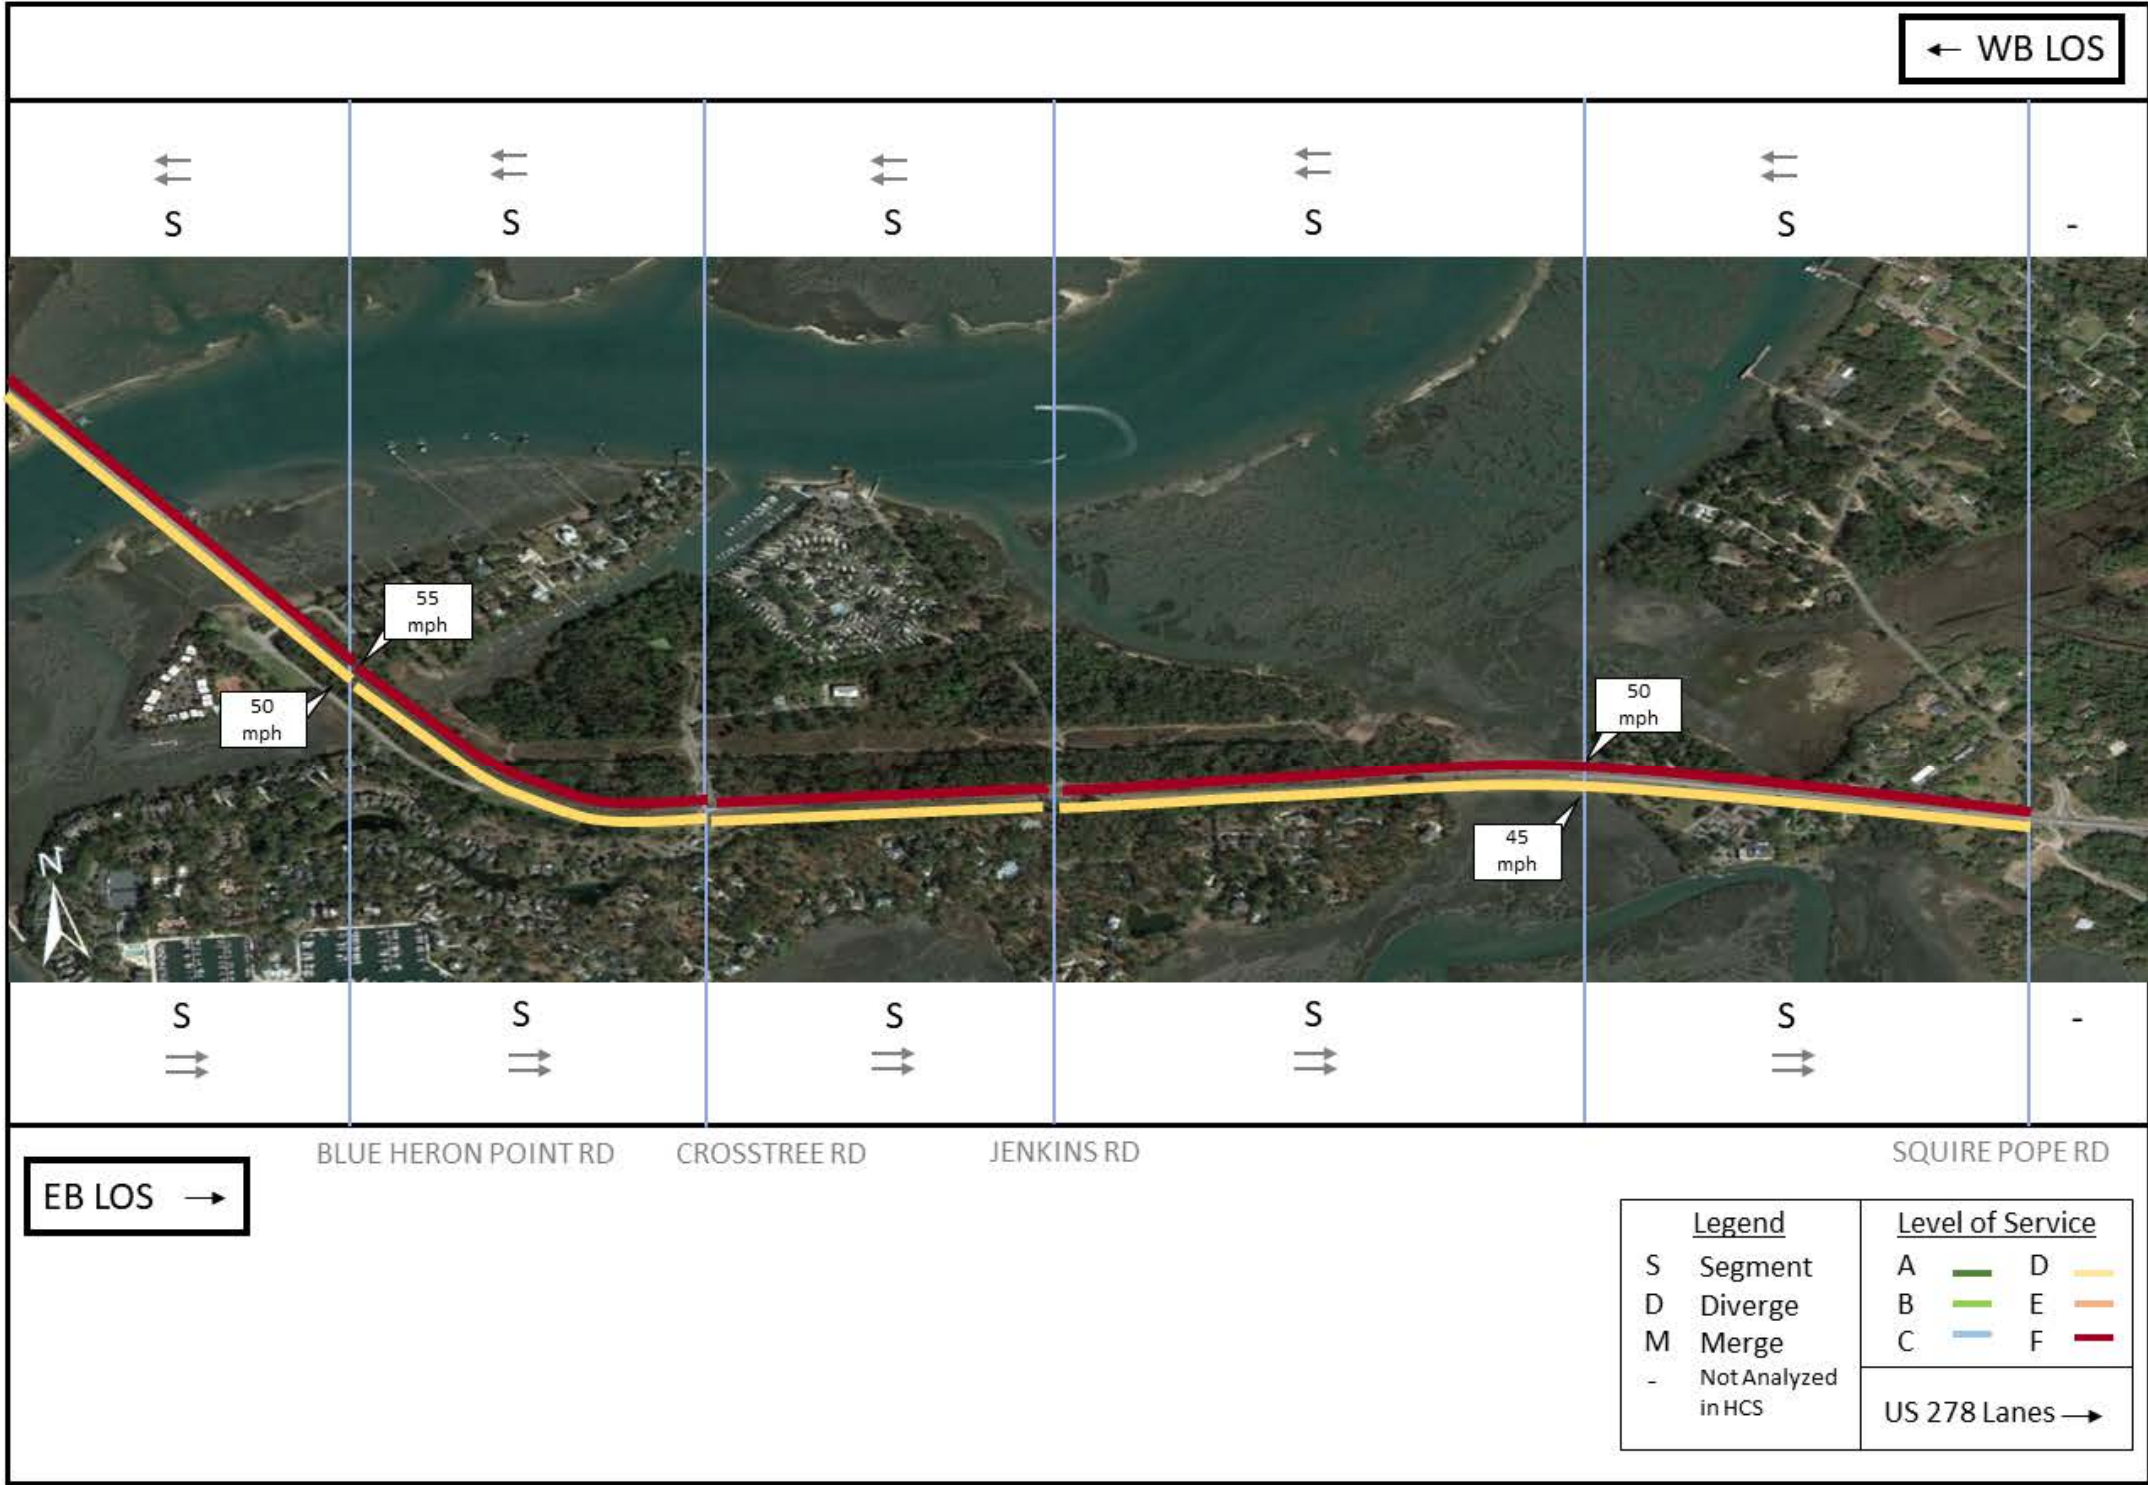 ← WB LOS
S S S S S -
55
mph
50
mph
50
mph
45
mph
N
S S S S S -
BLUE HERON POINT RD CROSSTREE RD JENKINS RD SQUIRE POPE RD
EB LOS →
Legend
S Segment
D Diverge
M Merge
- Not Analyzed
in HCS
Level of Service
A D
B E
C F
US 278 Lanes →